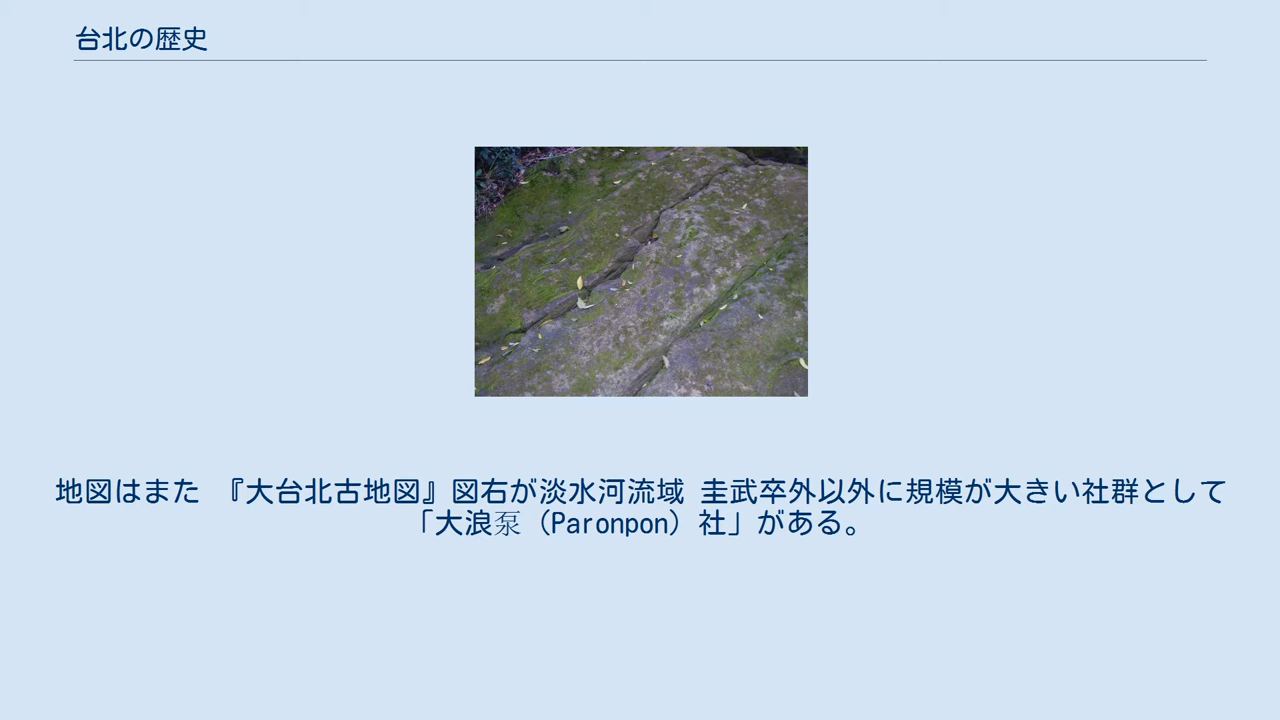 台北の歴史
地図はまた 『大台北古地図』図右が淡水河流域 圭武卒外以外に規模が大きい社群として
「大浪泵（Paronpon）社」がある。